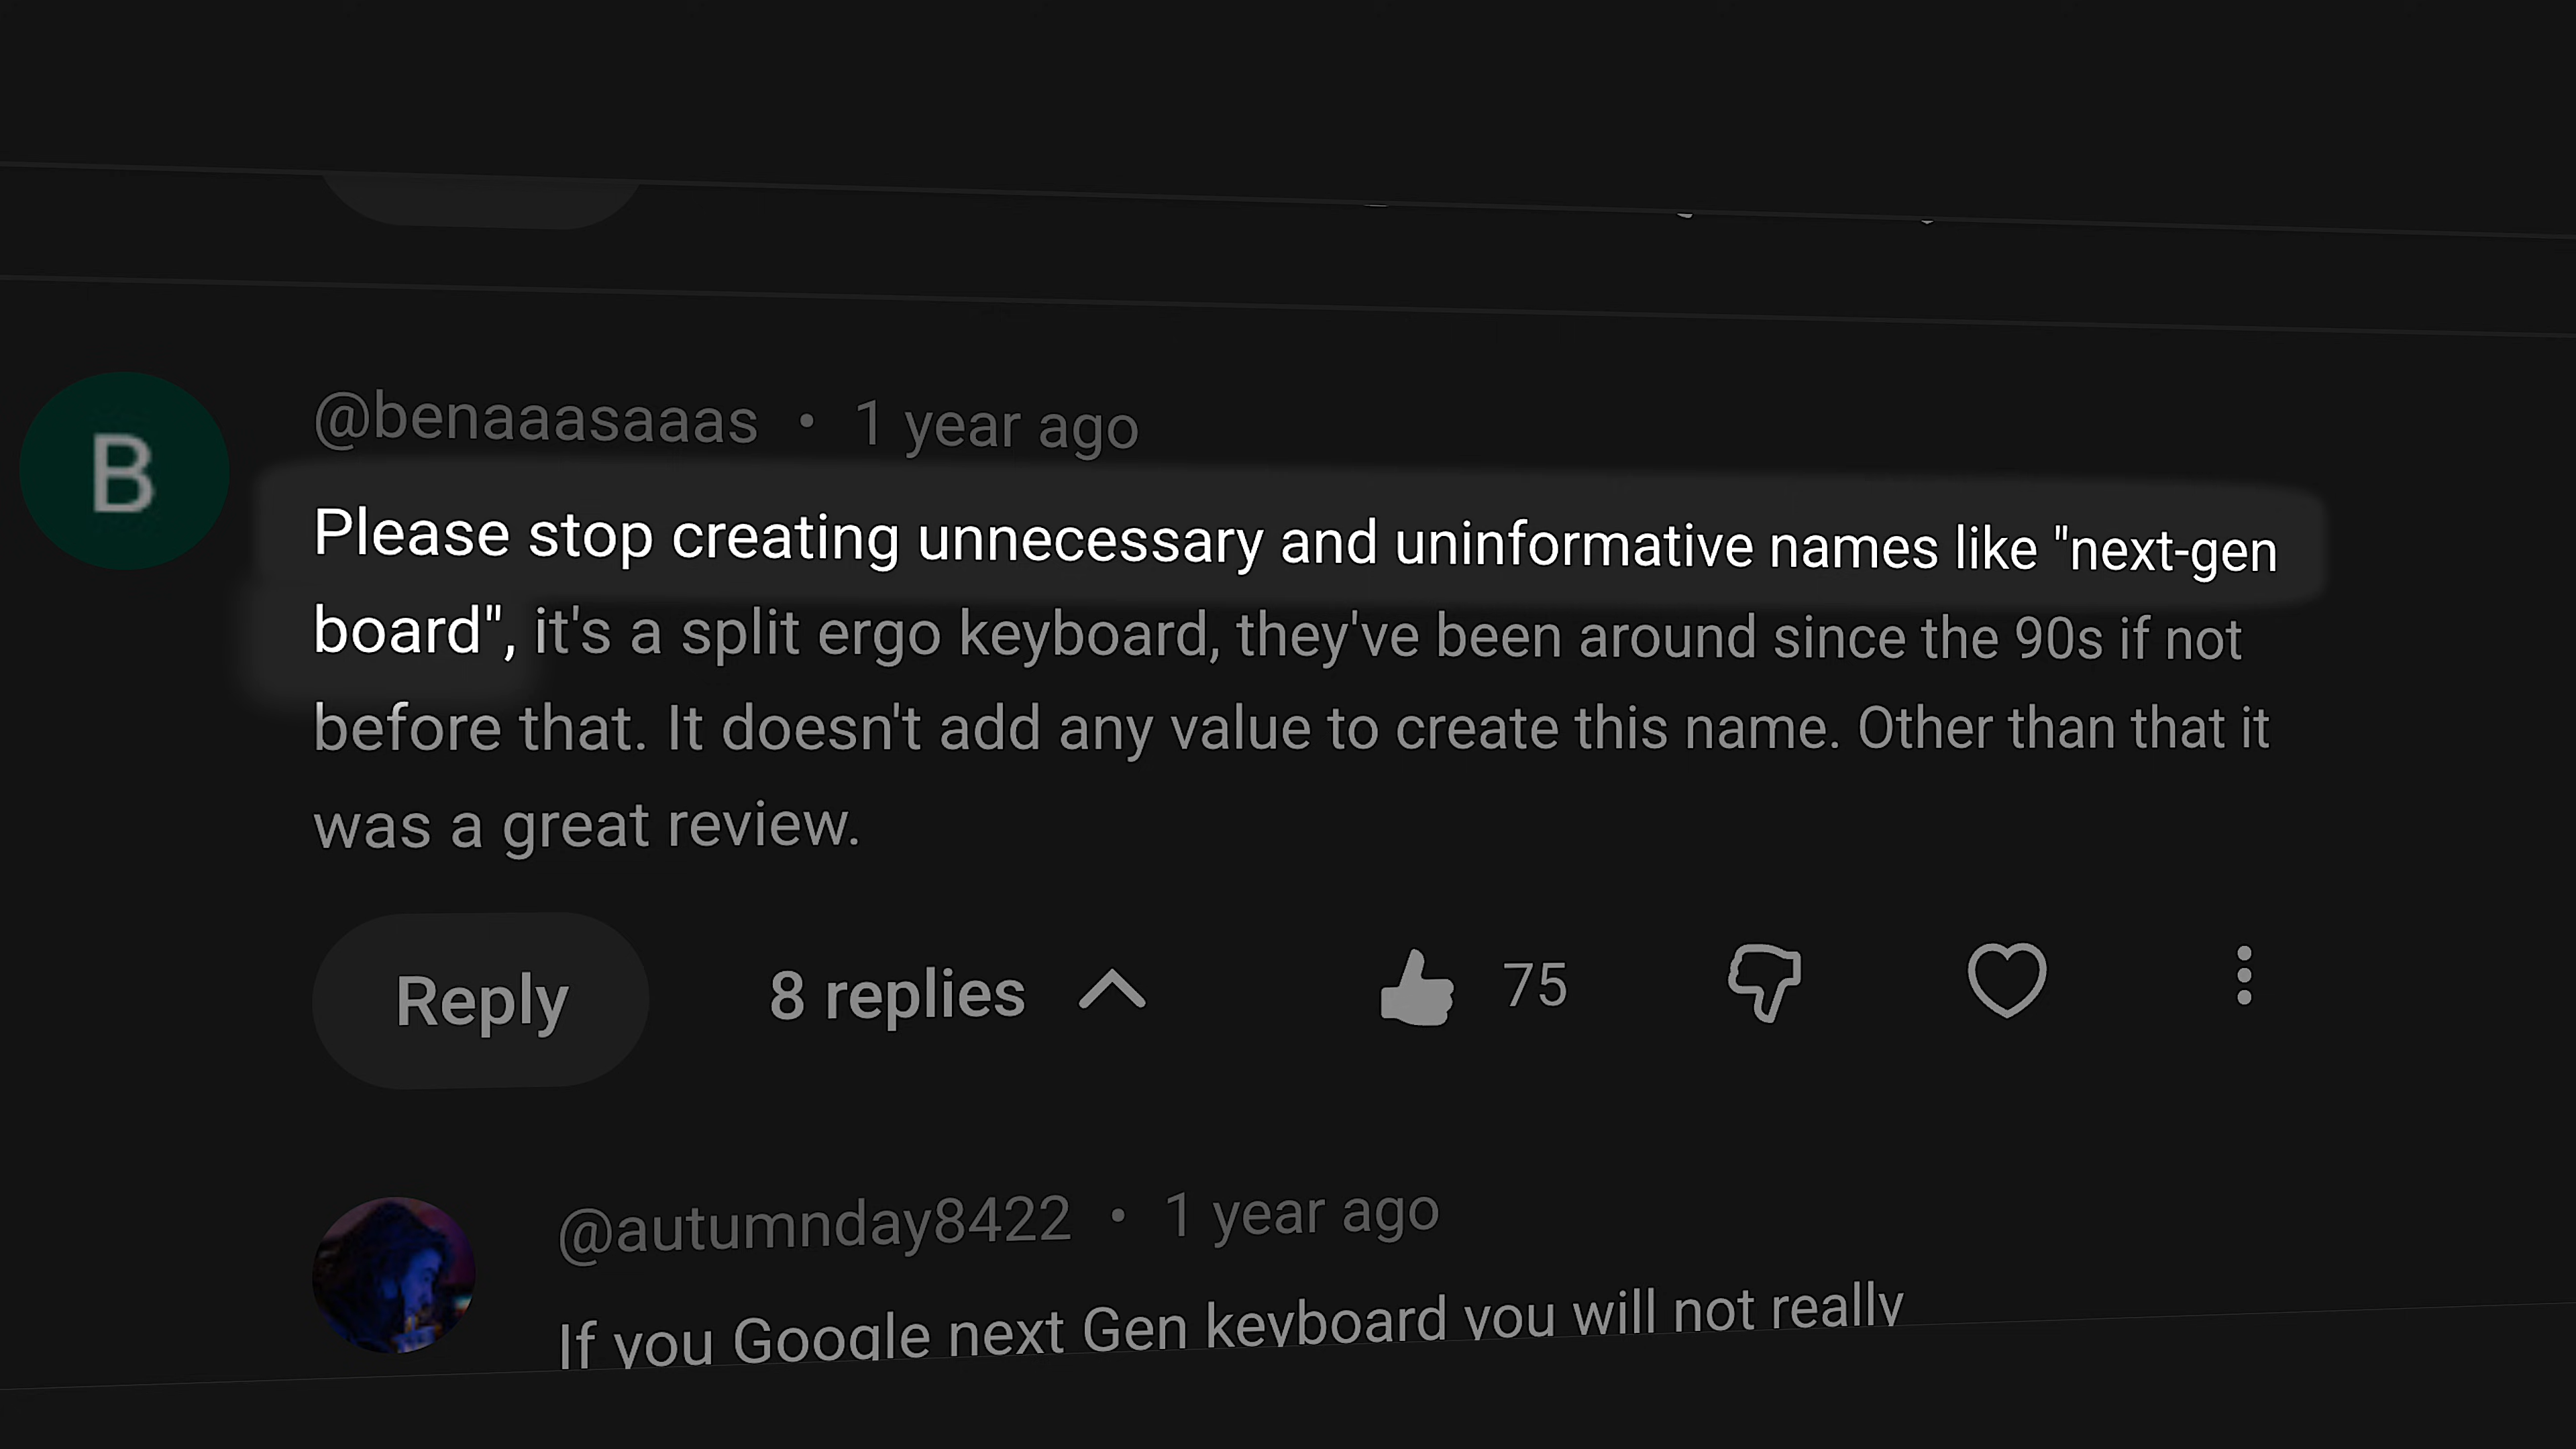 B
@benaaasaaas • 1 year ago
Please stop creating unnecessary and uninformative names like "next-gen
board", it's a split ergo keyboard, they've been around since the 90s if not
before that. It doesn't add any value to create this name. Other than that it
was a great review.
Reply 8 replies 75
@autumnday8422 • 1 year ago
If you Google next Gen keyboard you will not really